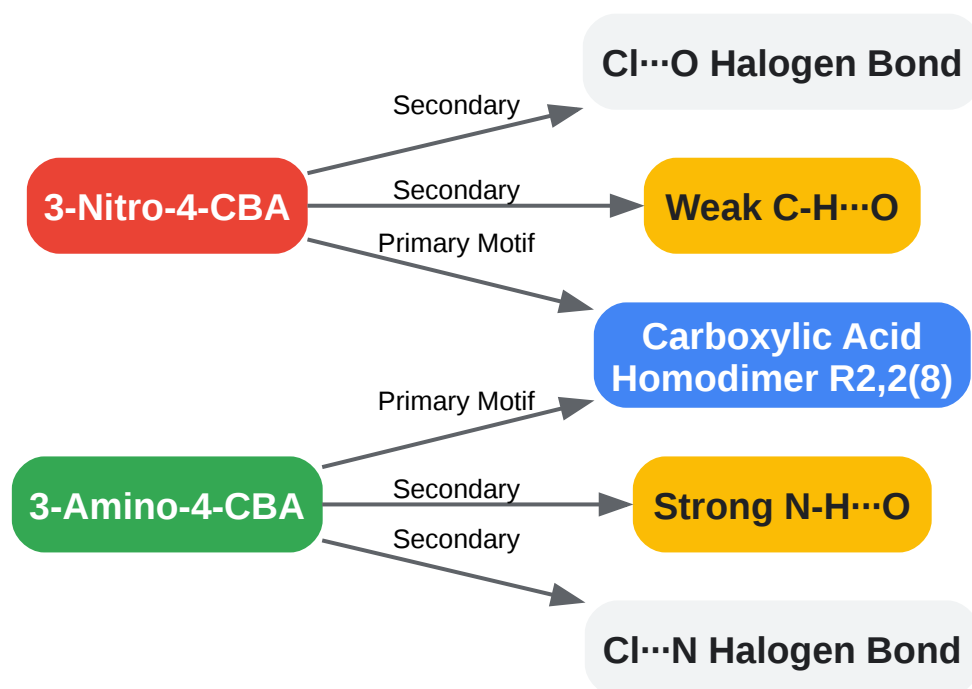 Cl···O Halogen Bond
Secondary
3-Nitro-4-CBA
Secondary
Weak C-H···O
Primary Motif
Carboxylic Acid
Homodimer R2,2(8)
Primary Motif
3-Amino-4-CBA
Secondary
Strong N-H···O
Secondary
Cl···N Halogen Bond